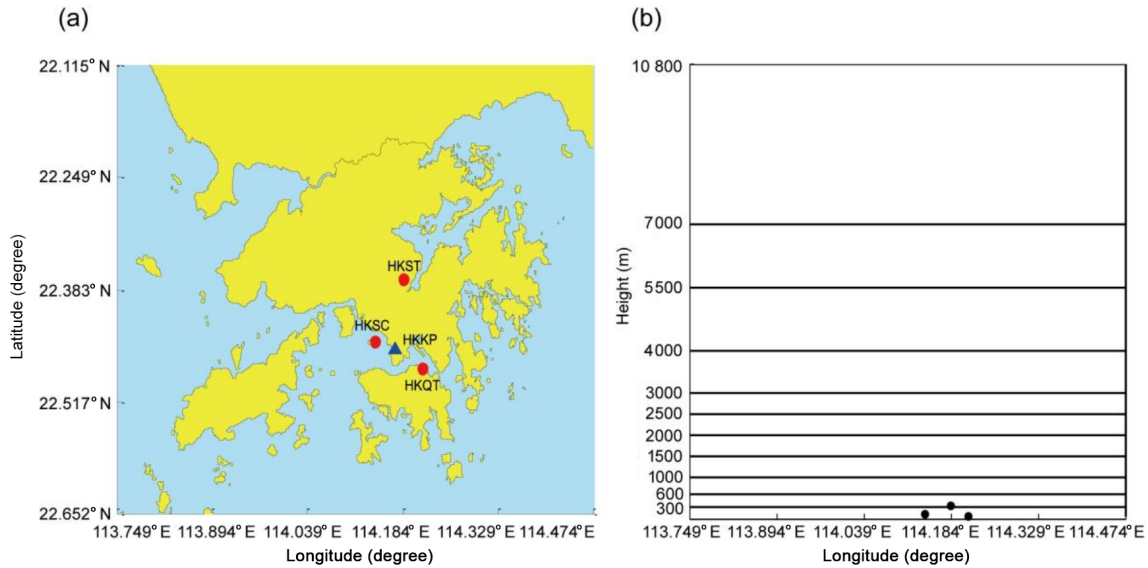 (a)
(b)
22.115° N
22.249° N
22.383° N
22.517° N
22.652° N
Latitude (degree)
HKST
HKSC
HKKP
HKQT
113.749° E 113.894° E 114.039° E 114.184° E 114.329° E 114.474° E
Longitude (degree)
10 800
7000
5500
4000
3000
2500
2000
1500
1000
600
300
Height (m)
113.749° E 113.894° E 114.039° E 114.184° E 114.329° E 114.474° E
Longitude (degree)